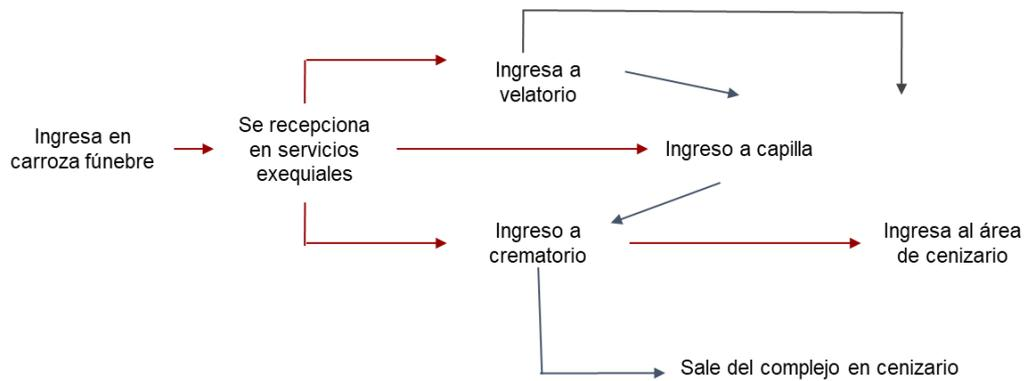 Ingresa en
carroza fúnebre
Se recepciona
en servicios
exequiales
Ingresa a
velatorio
Ingreso a capilla
Ingreso a
crematorio
Ingresa al área
de cenizario
Sale del complejo en cenizario